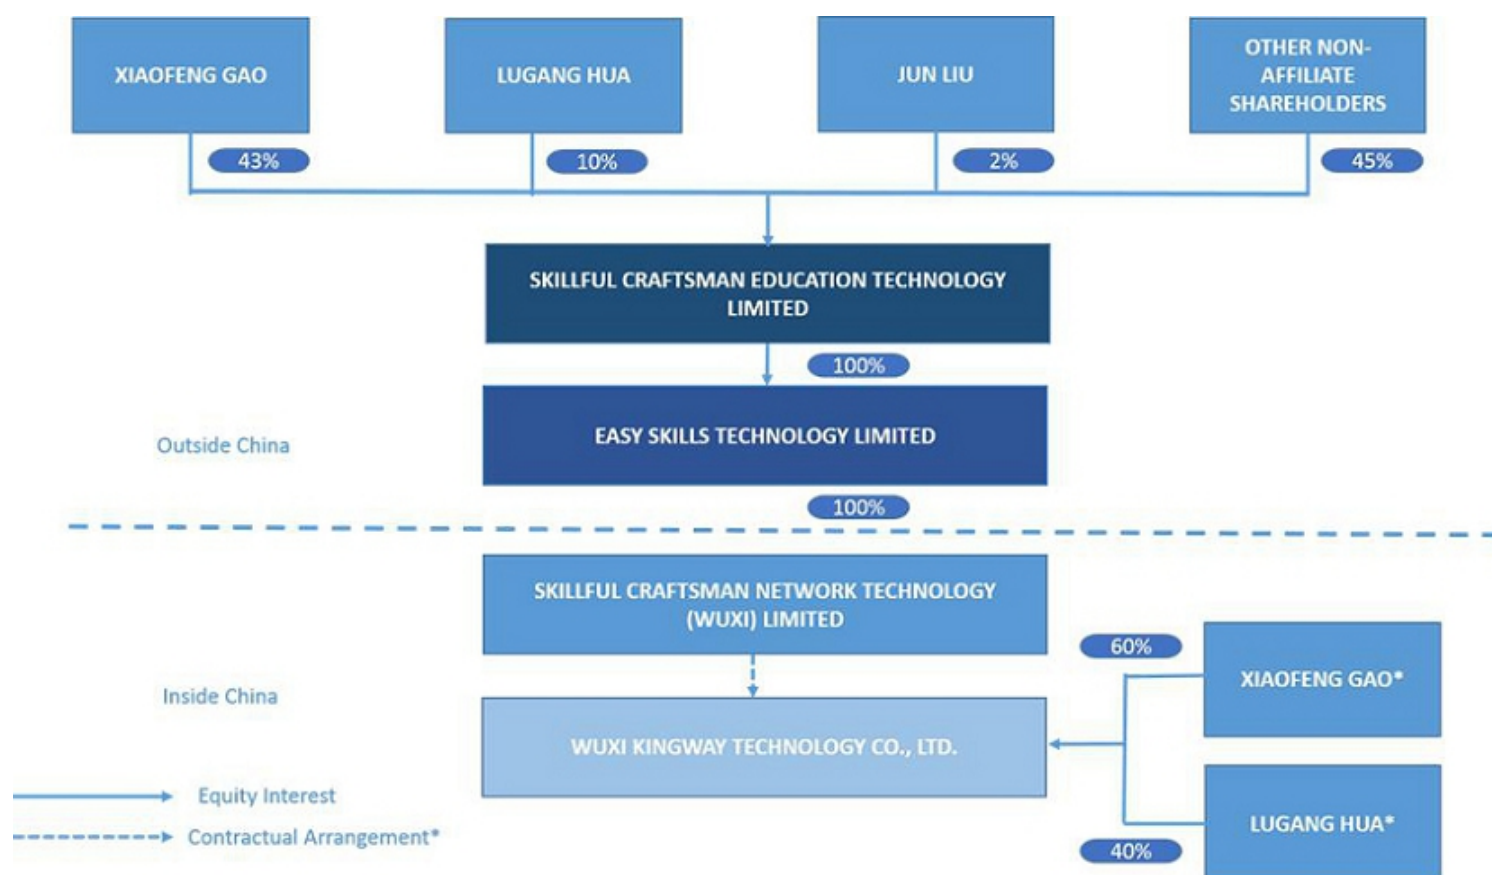 XIAOFENG GAO
LUGANG HUA
JUN LIU
OTHER NON-
AFFILIATE
SHAREHOLDERS
43%
10%
2%
45%
SKILLFUL CRAFTSMAN EDUCATION TECHNOLOGY
LIMITED
100%
EASY SKILLS TECHNOLOGY LIMITED
Outside China
100%
SKILLFUL CRAFTSMAN NETWORK TECHNOLOGY
(WUXI) LIMITED
60%
XIAOFENG GAO*
Inside China
WUXI KINGWAY TECHNOLOGY CO., LTD.
Equity Interest
Contractual Arrangement*
LUGANG HUA*
40%